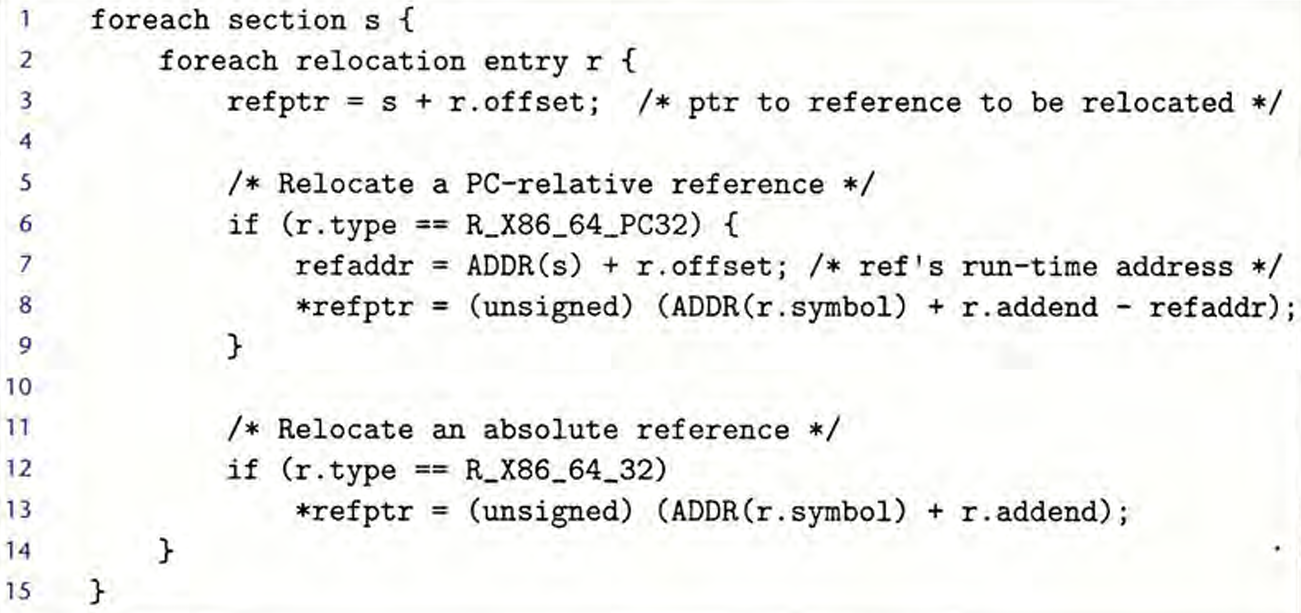 1 foreach section s {
2 foreach relocation entry r {
3 refptr = s + r.offset; /* ptr to reference to be relocated */
4
5 /* Relocate a PC-relative reference */
6 if (r.type == R_X86_64_PC32) {
7 refaddr = ADDR(s) + r.offset; /* ref's run-time address */
8 *refptr = (unsigned) (ADDR(r.symbol) + r.addend - refaddr);
9 }
10
11 /* Relocate an absolute reference */
12 if (r.type == R_X86_64_32)
13 *refptr = (unsigned) (ADDR(r.symbol) + r.addend);
14 }
15 }